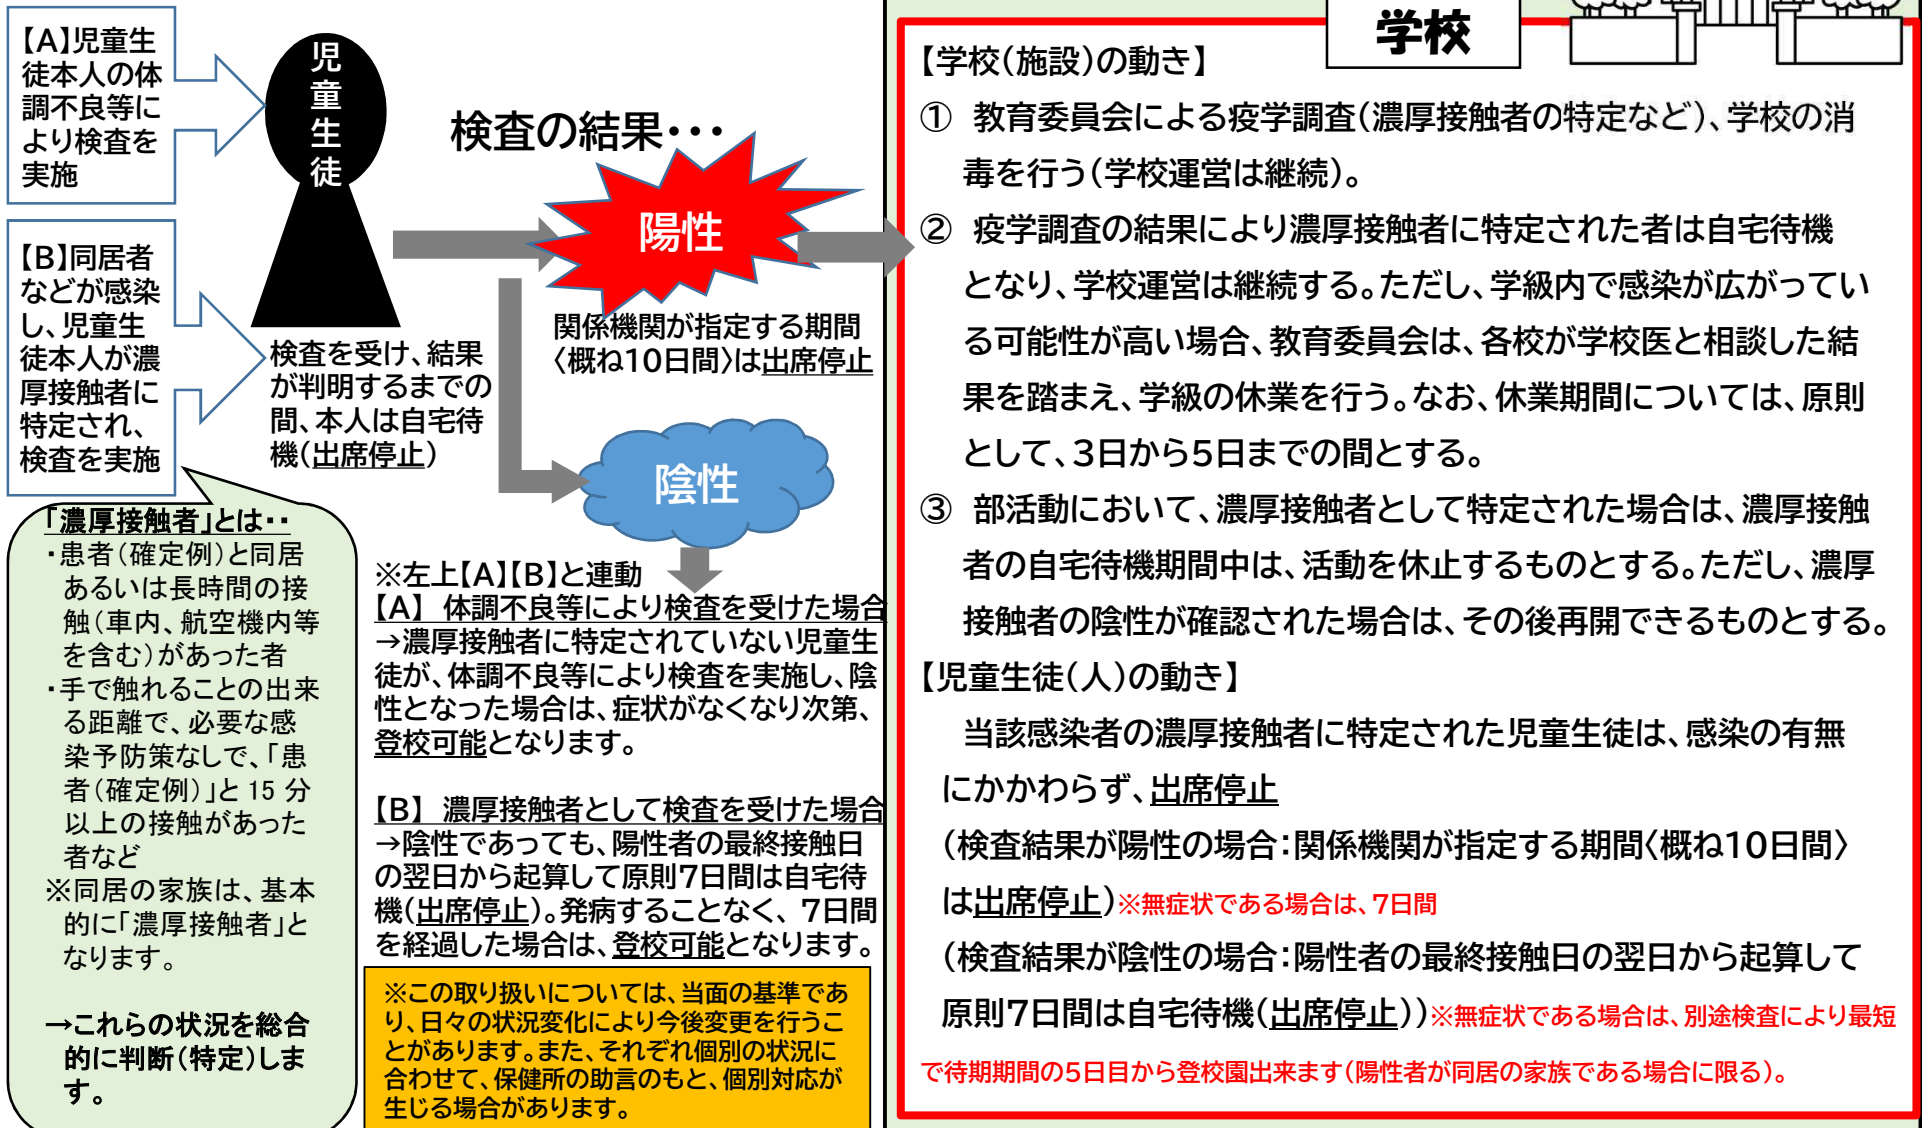 【A】児童生
徒本人の体
調不良等に
より検査を
実施
【B】同居者
などが感染
し、児童生
徒本人が濃
厚接触者に
特定され、
検査を実施
児童生徒
検査の結果・・・
陽性
関係機関が指定する期間
〈概ね10日間〉は出席停止
検査を受け、結果
が判明するまでの
間、本人は自宅待
機(出席停止)
陰性
「濃厚接触者」とは・・
・患者(確定例)と同居
あるいは長時間の接
触(車内、航空機内等
を含む)があった者
・手で触れることの出来
る距離で、必要な感
染予防策なしで、「患
者(確定例)」と 15 分
以上の接触があった
者など
※同居の家族は、基本
的に「濃厚接触者」と
なります。
→これらの状況を総合
的に判断(特定)しま
す。
※左上【A】【B】と連動
【A】 体調不良等により検査を受けた場合
→濃厚接触者に特定されていない児童生
徒が、体調不良等により検査を実施し、陰
性となった場合は、症状がなくなり次第、
登校可能となります。
【B】 濃厚接触者として検査を受けた場合
→陰性であっても、陽性者の最終接触日
の翌日から起算して原則7日間は自宅待
機(出席停止)。発病することなく、7日間
を経過した場合は、登校可能となります。
※この取り扱いについては、当面の基準であ
り、日々の状況変化により今後変更を行うこ
とがあります。また、それぞれ個別の状況に
合わせて、保健所の助言のもと、個別対応が
生じる場合があります。
学校
【学校(施設)の動き】
① 教育委員会による疫学調査(濃厚接触者の特定など)、学校の消
毒を行う(学校運営は継続)。
② 疫学調査の結果により濃厚接触者に特定された者は自宅待機
となり、学校運営は継続する。ただし、学級内で感染が広がってい
る可能性が高い場合、教育委員会は、各校が学校医と相談した結
果を踏まえ、学級の休業を行う。なお、休業期間については、原則
として、3日から5日までの間とする。
③ 部活動において、濃厚接触者として特定された場合は、濃厚接触
者の自宅待機期間中は、活動を休止するものとする。ただし、濃厚
接触者の陰性が確認された場合は、その後再開できるものとする。
【児童生徒(人)の動き】
当該感染者の濃厚接触者に特定された児童生徒は、感染の有無
にかかわらず、出席停止
(検査結果が陽性の場合：関係機関が指定する期間〈概ね10日間〉
は出席停止)※無症状である場合は、7日間
(検査結果が陰性の場合：陽性者の最終接触日の翌日から起算して
原則7日間は自宅待機(出席停止))※無症状である場合は、別途検査により最短
で待期期間の5日目から登校園出来ます(陽性者が同居の家族である場合に限る)。